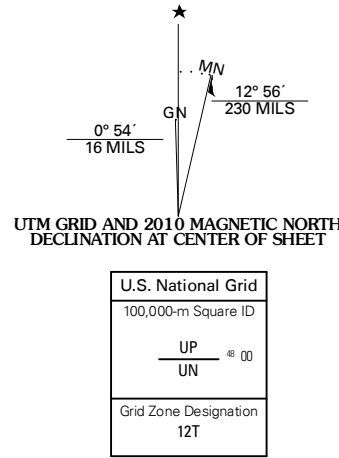 ★
MN
GN
12° 56´
230 MILS
0° 54´
16 MILS
UTM GRID AND 2010 MAGNETIC NORTH
DECLINATION AT CENTER OF SHEET
U.S. National Grid
100,000-m Square ID
UP
48 00
UN
Grid Zone Designation
12T